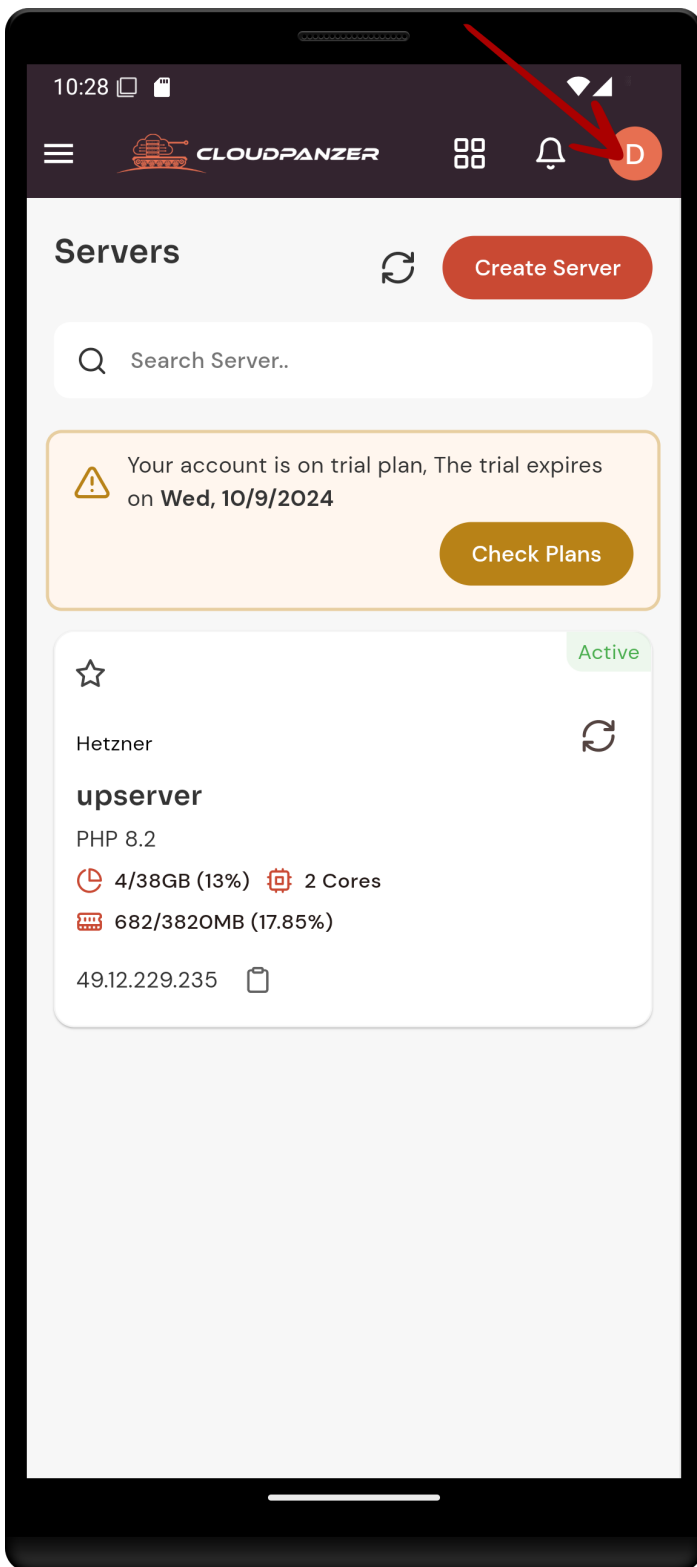 10:28
CLOUDPANZER
D
Servers
Create Server
Search Server..
Your account is on trial plan, The trial expires
on Wed, 10/9/2024
Check Plans
Active
Hetzner
upserver
PHP 8.2
4/38GB (13%) 2 Cores
682/3820MB (17.85%)
49.12.229.235